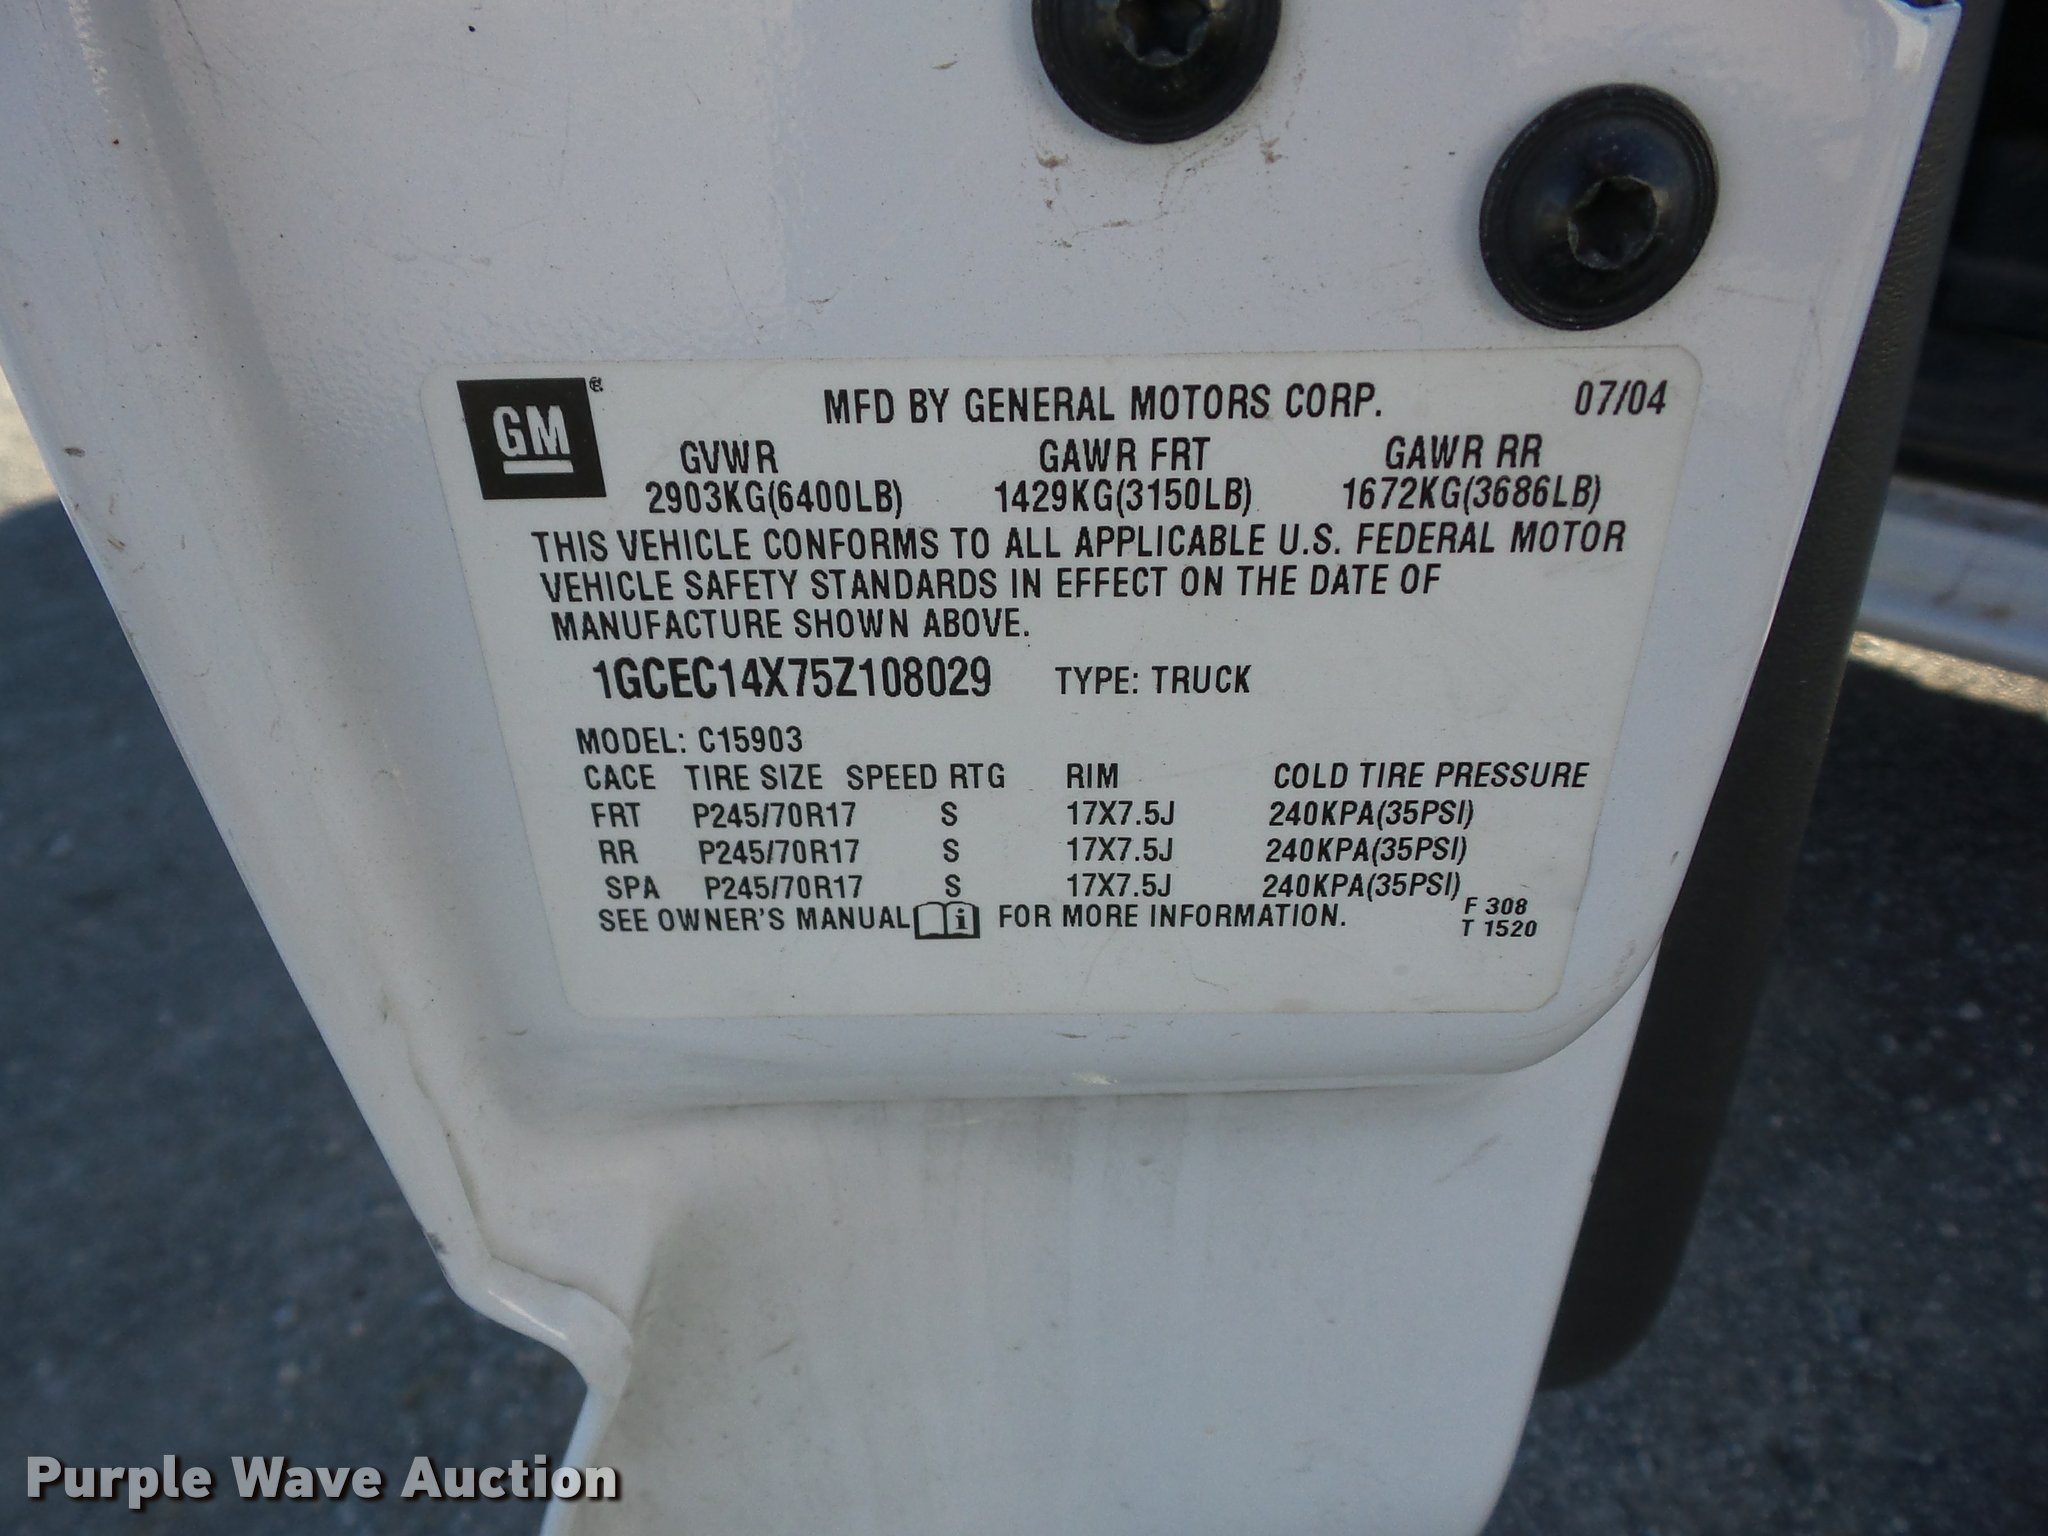 GM®
MFD BY GENERAL MOTORS CORP. 07/04
GVWR GAWR FRT GAWR RR
2903KG(6400LB) 1429KG(3150LB) 1672KG(3686LB)
THIS VEHICLE CONFORMS TO ALL APPLICABLE U.S. FEDERAL MOTOR
VEHICLE SAFETY STANDARDS IN EFFECT ON THE DATE OF
MANUFACTURE SHOWN ABOVE.
1GCEC14X75Z108029 TYPE: TRUCK
MODEL: C15903
CACE TIRE SIZE SPEED RTG RIM COLD TIRE PRESSURE
FRT P245/70R17 S 17X7.5J 240KPA(35PSI)
RR P245/70R17 S 17X7.5J 240KPA(35PSI)
SPA P245/70R17 S 17X7.5J 240KPA(35PSI)
SEE OWNER'S MANUAL i FOR MORE INFORMATION.
F 308
T 1520
Purple Wave Auction